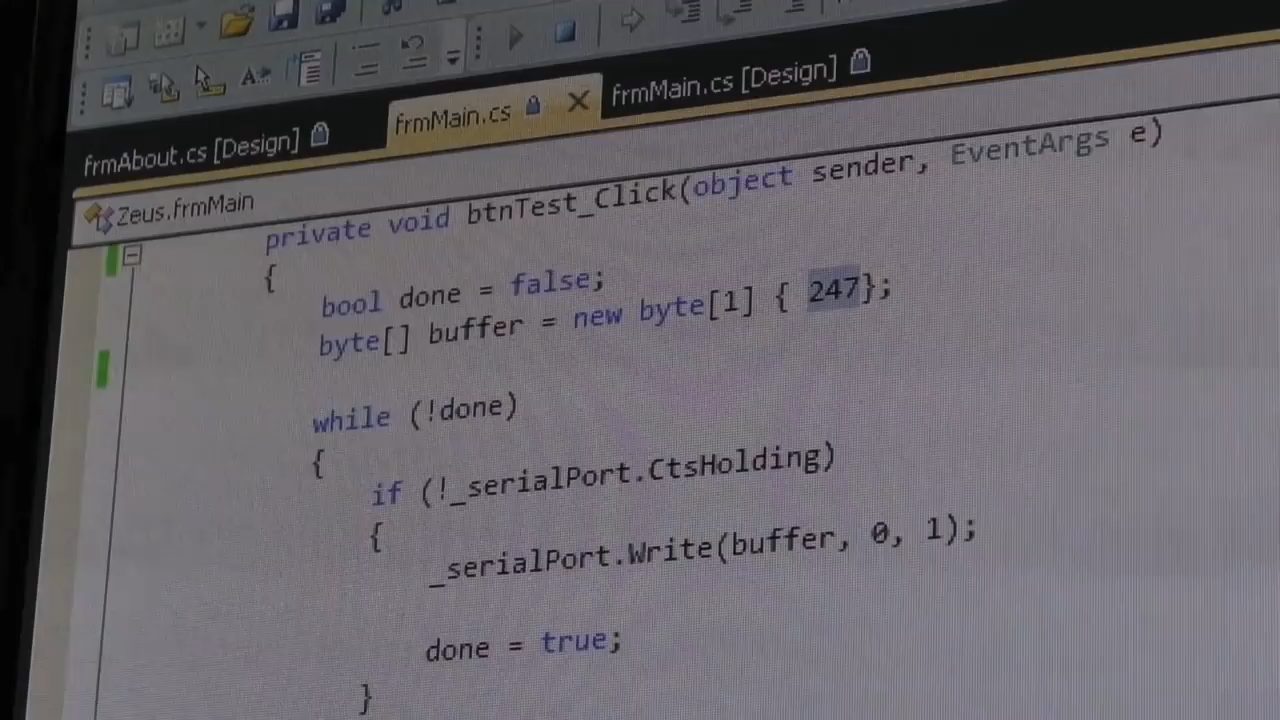 frmAbout.cs [Design] frmMain.cs frmMain.cs [Design]
Zeus.frmMain
private void btnTest_Click(object sender, EventArgs e)
{
bool done = false;
byte[] buffer = new byte[1] { 247};
while (!done)
{
if (!_serialPort.CtsHolding)
{
_serialPort.Write(buffer, 0, 1);
done = true;
}